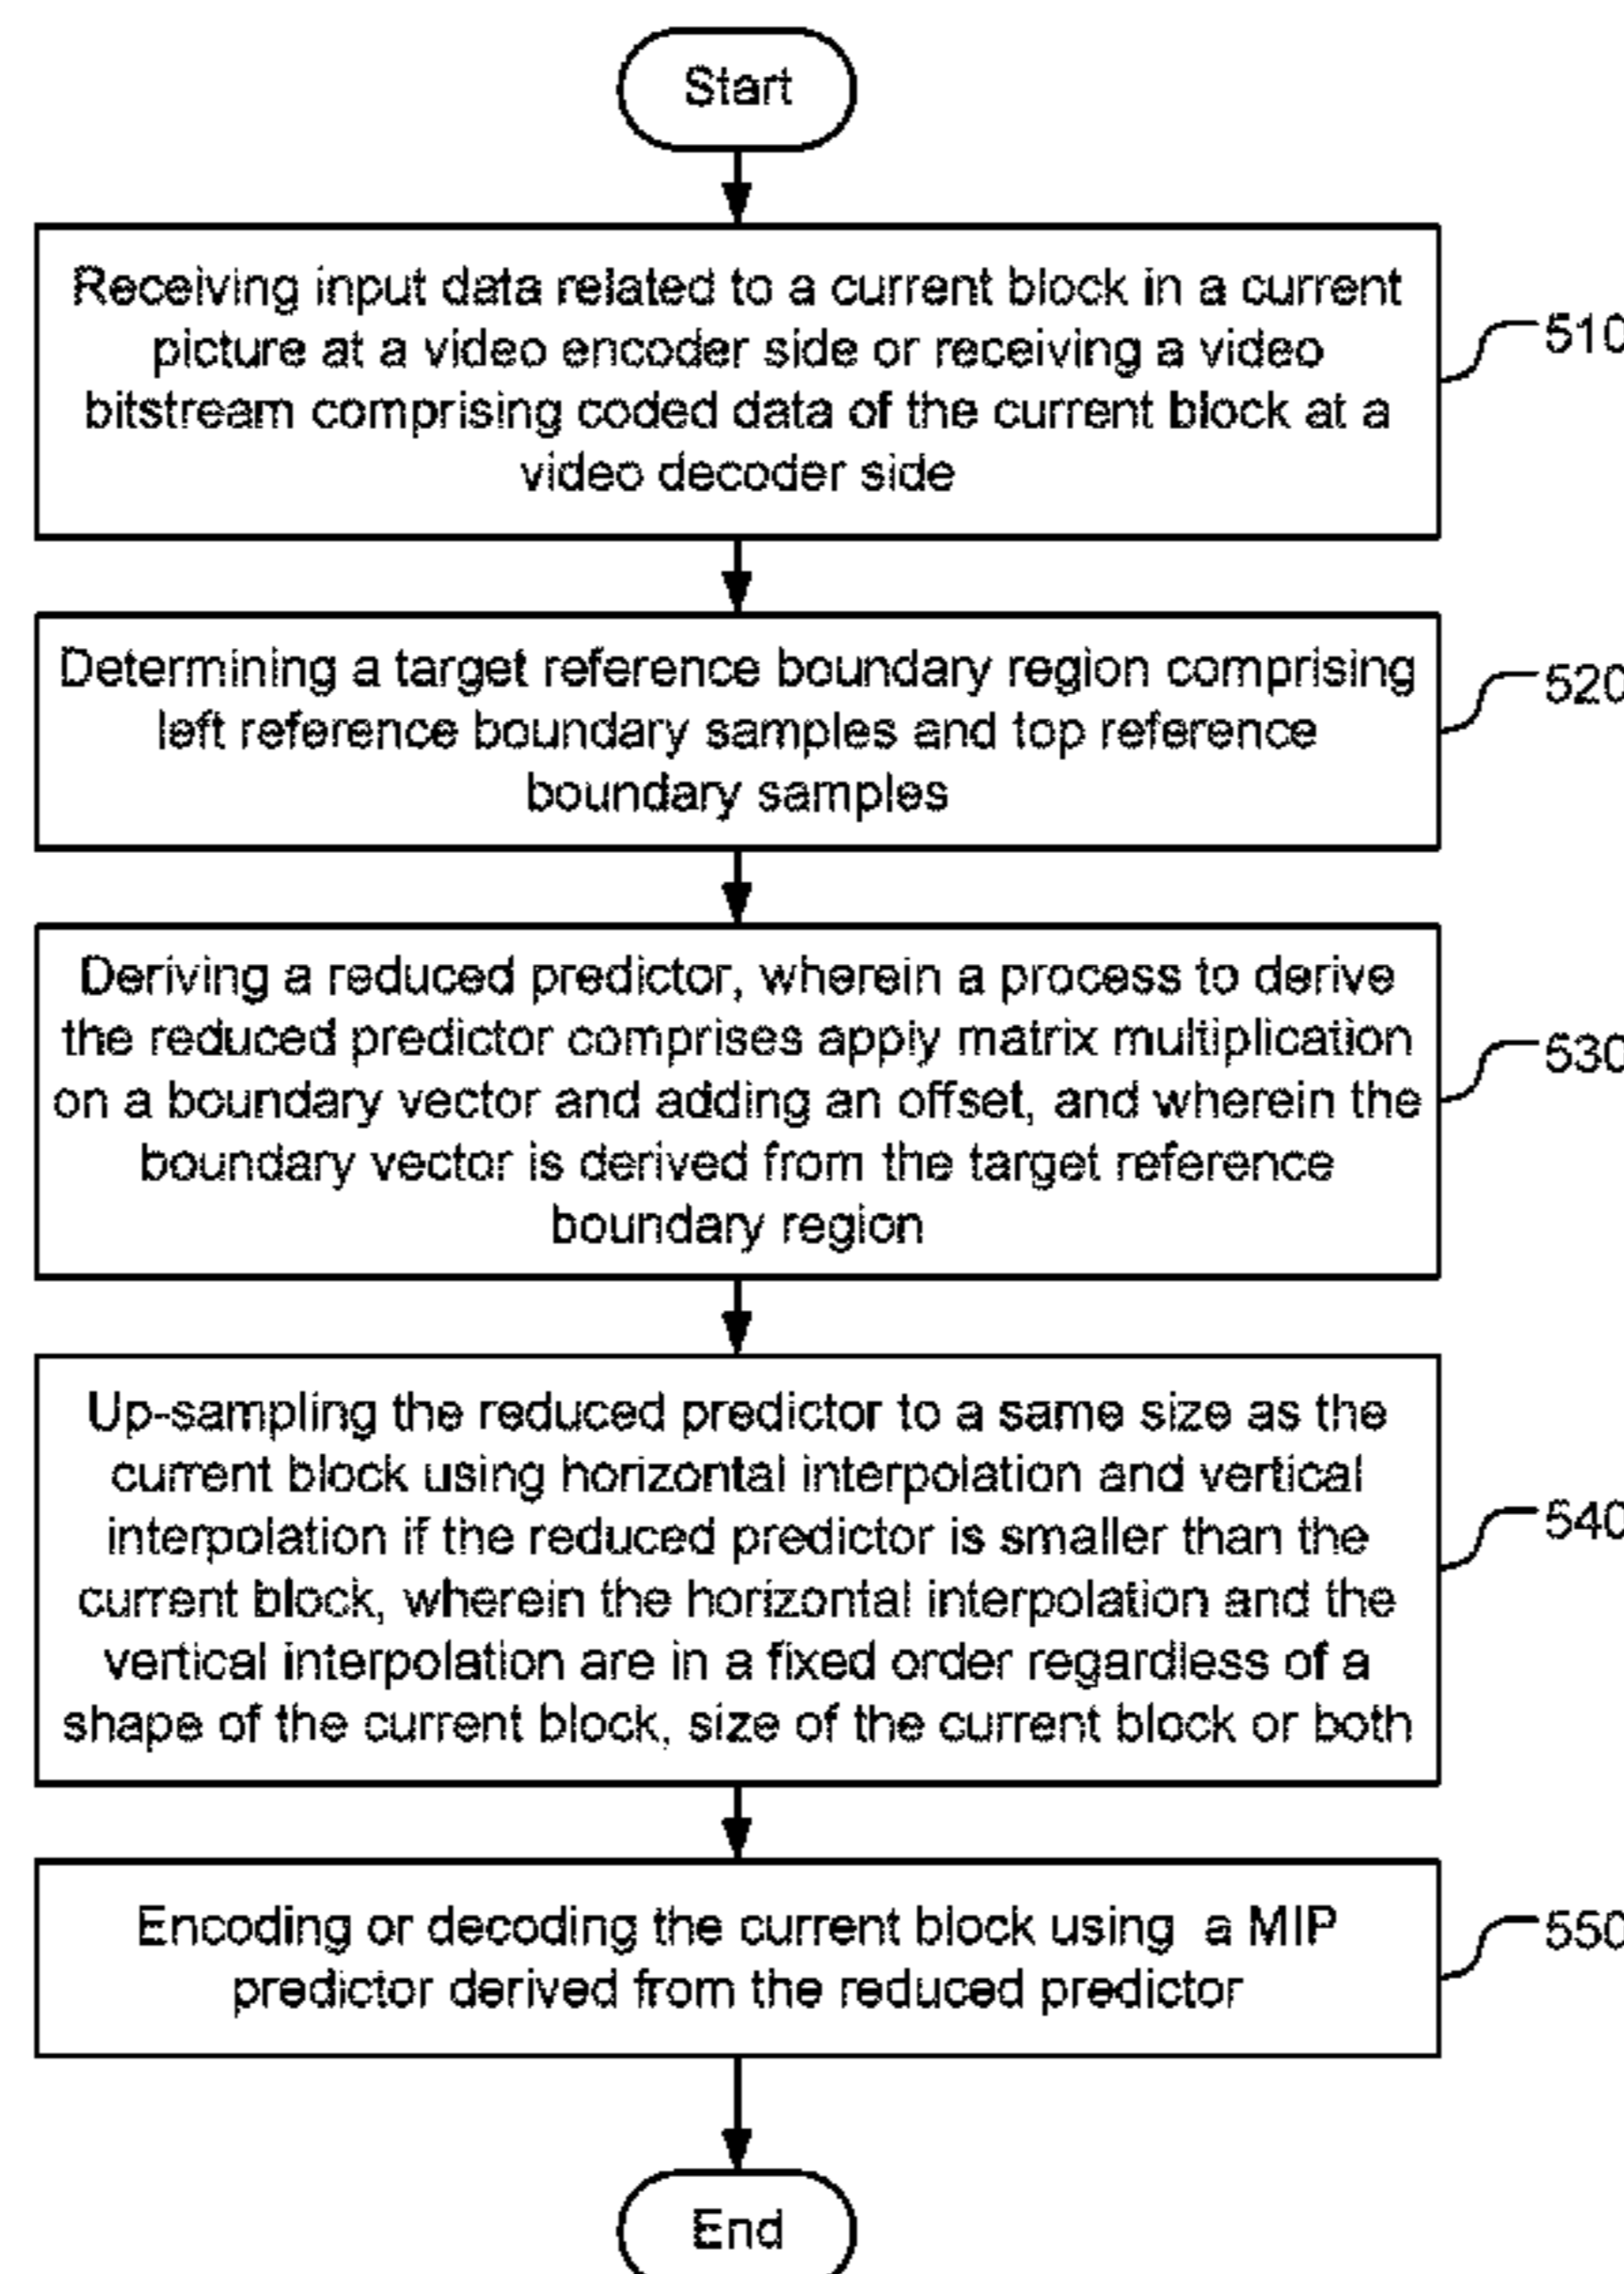 Start
Receiving input data related to a current block in a current
picture at a video encoder side or receiving a video
bitstream comprising coded data of the current block at a
video decoder side
510
Determining a target reference boundary region comprising
left reference boundary samples and top reference
boundary samples
520
Deriving a reduced predictor, wherein a process to derive
the reduced predictor comprises apply matrix multiplication
on a boundary vector and adding an offset, and wherein the
boundary vector is derived from the target reference
boundary region
530
Up-sampling the reduced predictor to a same size as the
current block using horizontal interpolation and vertical
interpolation if the reduced predictor is smaller than the
current block, wherein the horizontal interpolation and the
vertical interpolation are in a fixed order regardless of a
shape of the current block, size of the current block or both
540
Encoding or decoding the current block using a MIP
predictor derived from the reduced predictor
550
End